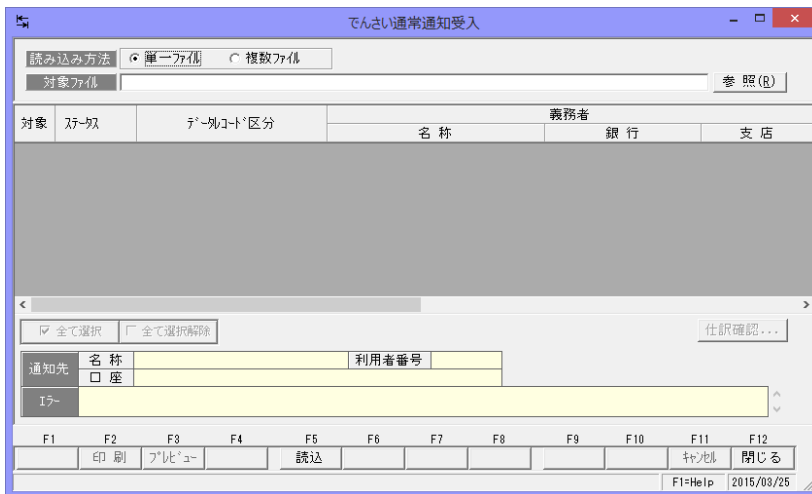 でんさい通常通知受入
読み込み方法 単一ファイル 複数ファイル
対象ファイル 参 照(R)
対象 ステータス データレコード区分 義務者
名 称 銀 行 支 店
全て選択 全て選択解除 仕訳確認...
通知先 名 称 利用者番号
口 座
エラー
F1 F2 F3 F4 F5 F6 F7 F8 F9 F10 F11 F12
印 刷 プレビュー 読込 キャンセル 閉じる
F1=Help 2015/03/25